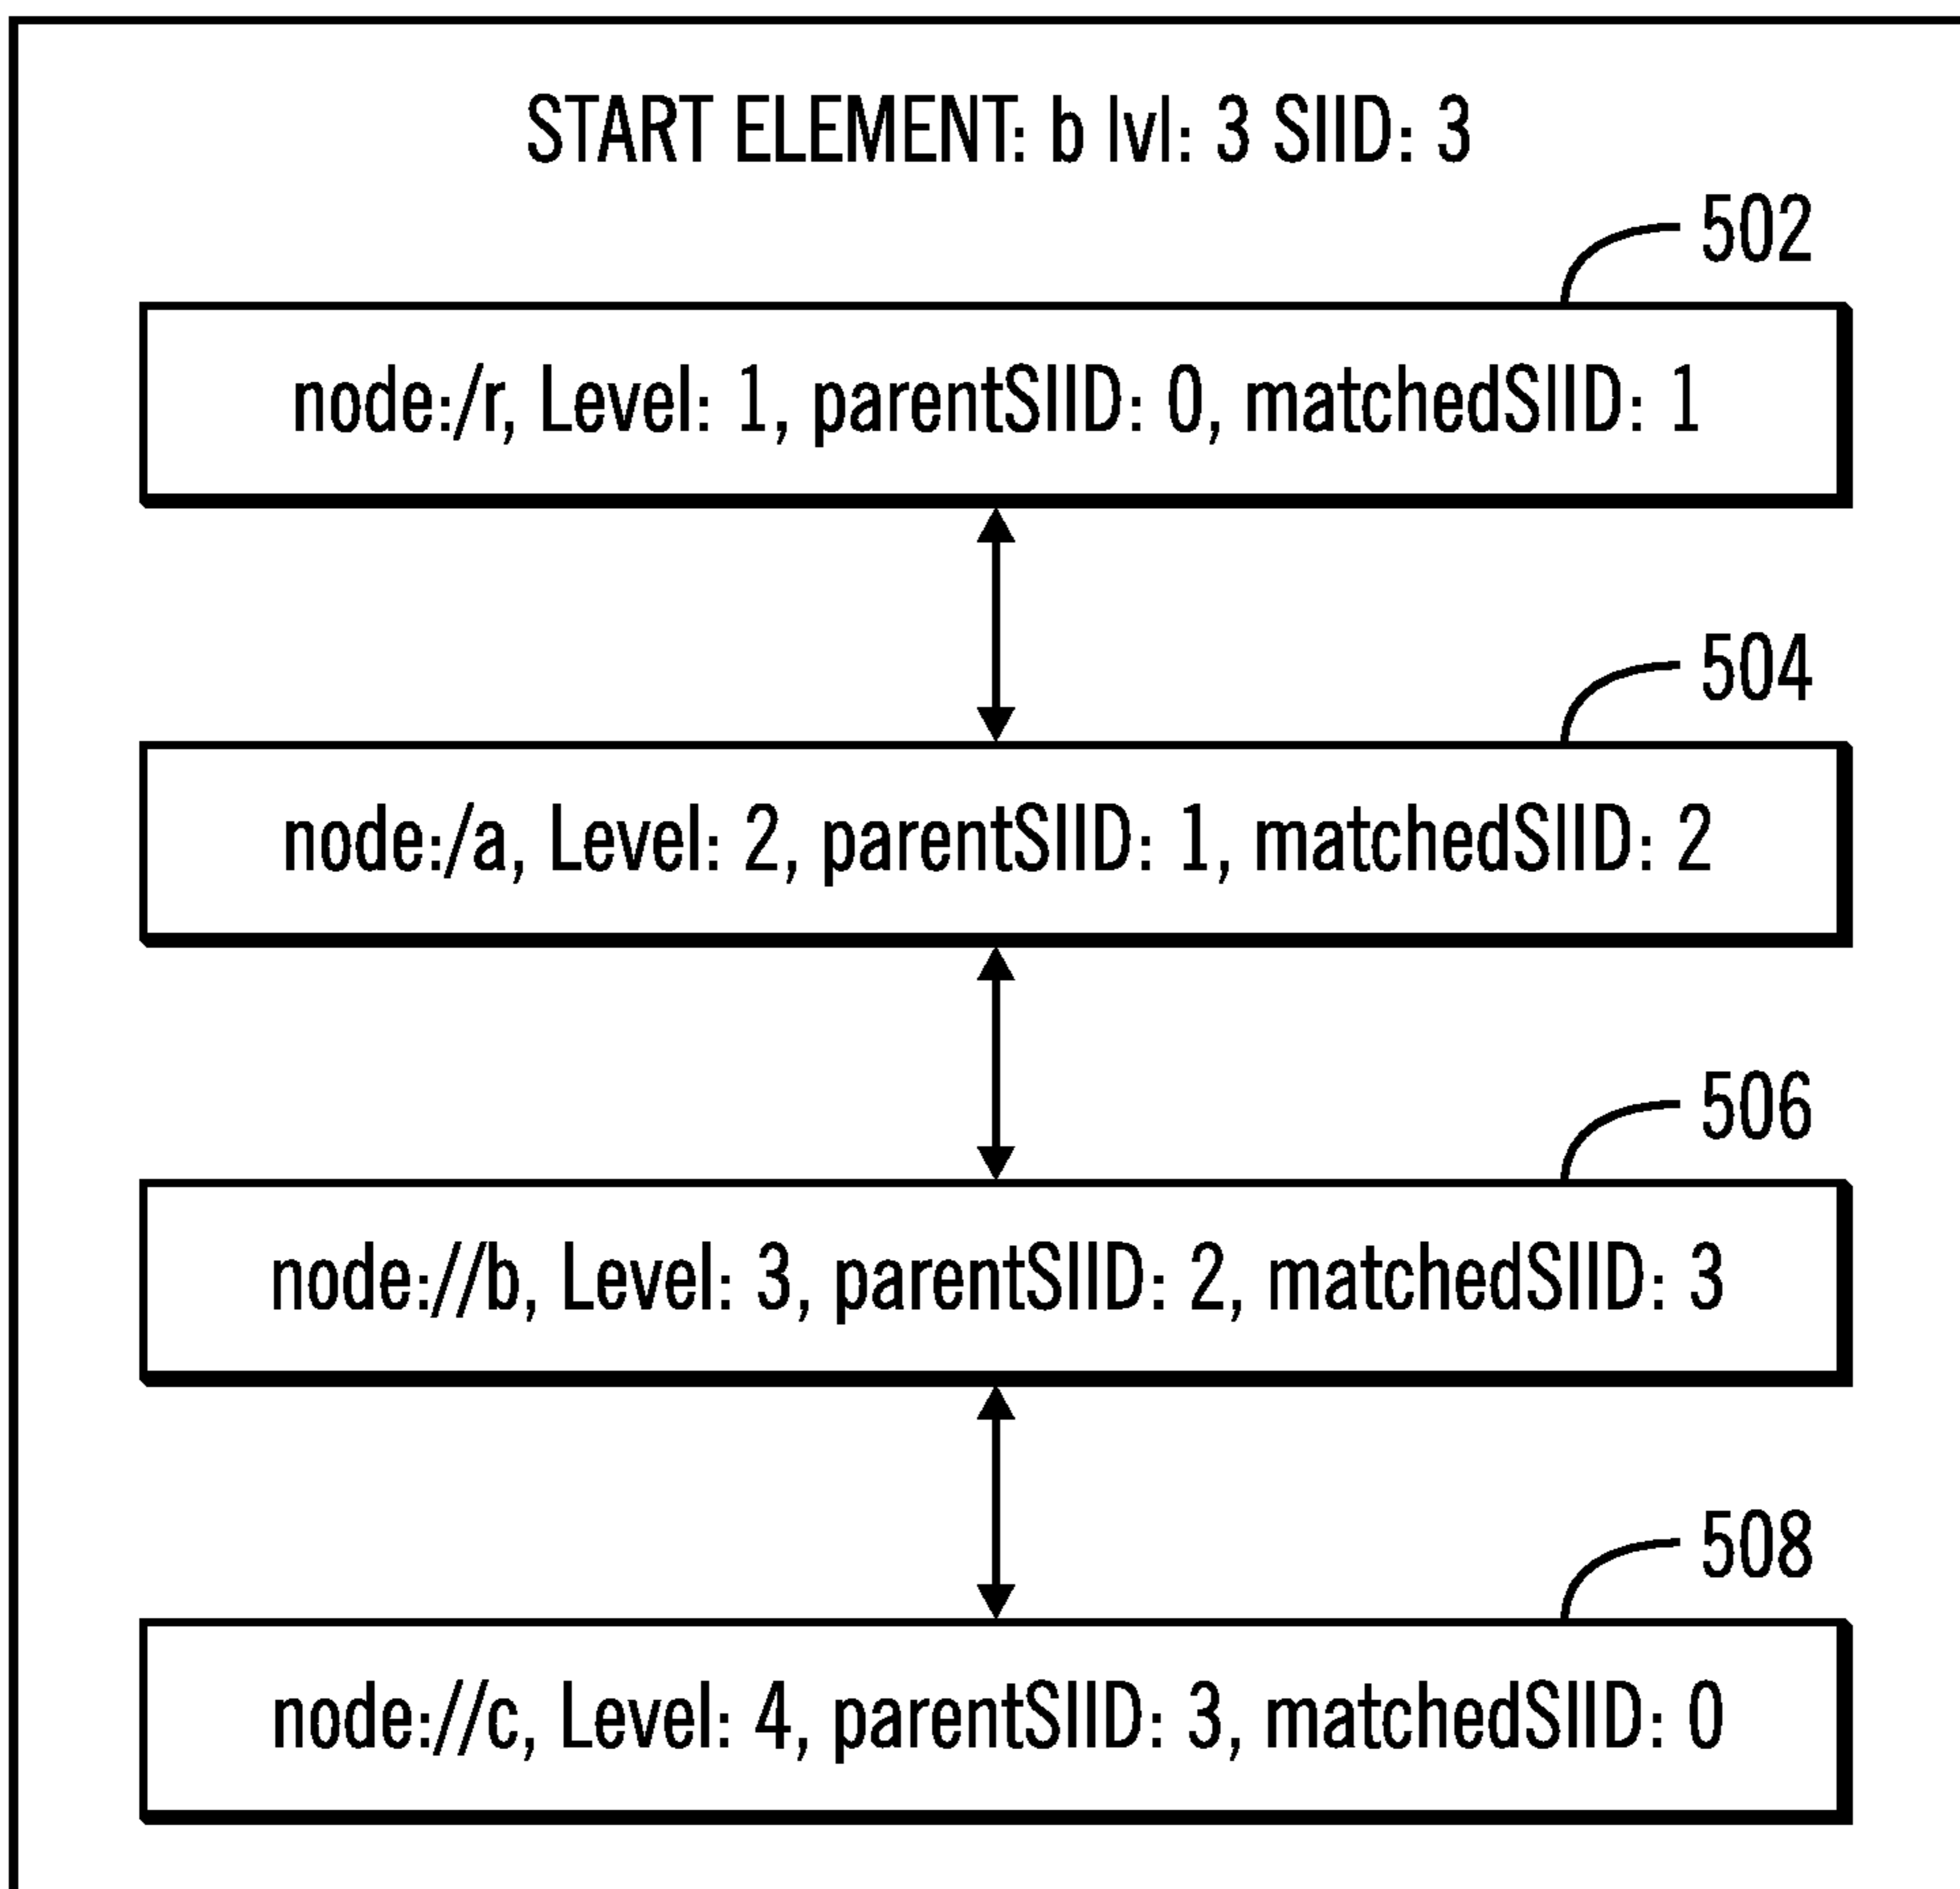 START ELEMENT: b lvl: 3 SIID: 3
502
node:/r, Level: 1, parentSIID: 0, matchedSIID: 1
504
node:/a, Level: 2, parentSIID: 1, matchedSIID: 2
506
node://b, Level: 3, parentSIID: 2, matchedSIID: 3
508
node://c, Level: 4, parentSIID: 3, matchedSIID: 0